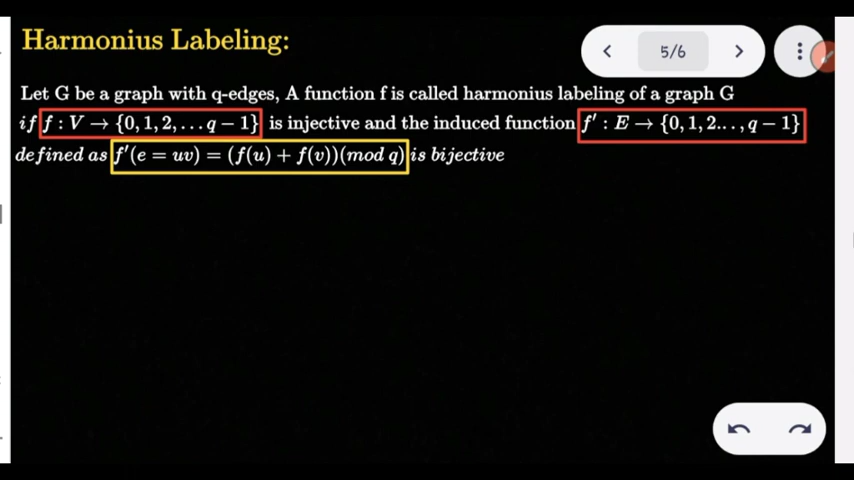 Harmonius Labeling:
5/6
Let G be a graph with q-edges, A function f is called harmonius labeling of a graph G
if f : V → {0, 1, 2, . . . q − 1} is injective and the induced function f′ : E → {0, 1, 2. . . , q − 1}
defined as f′(e = uv) = (f(u) + f(v))(mod q) is bijective